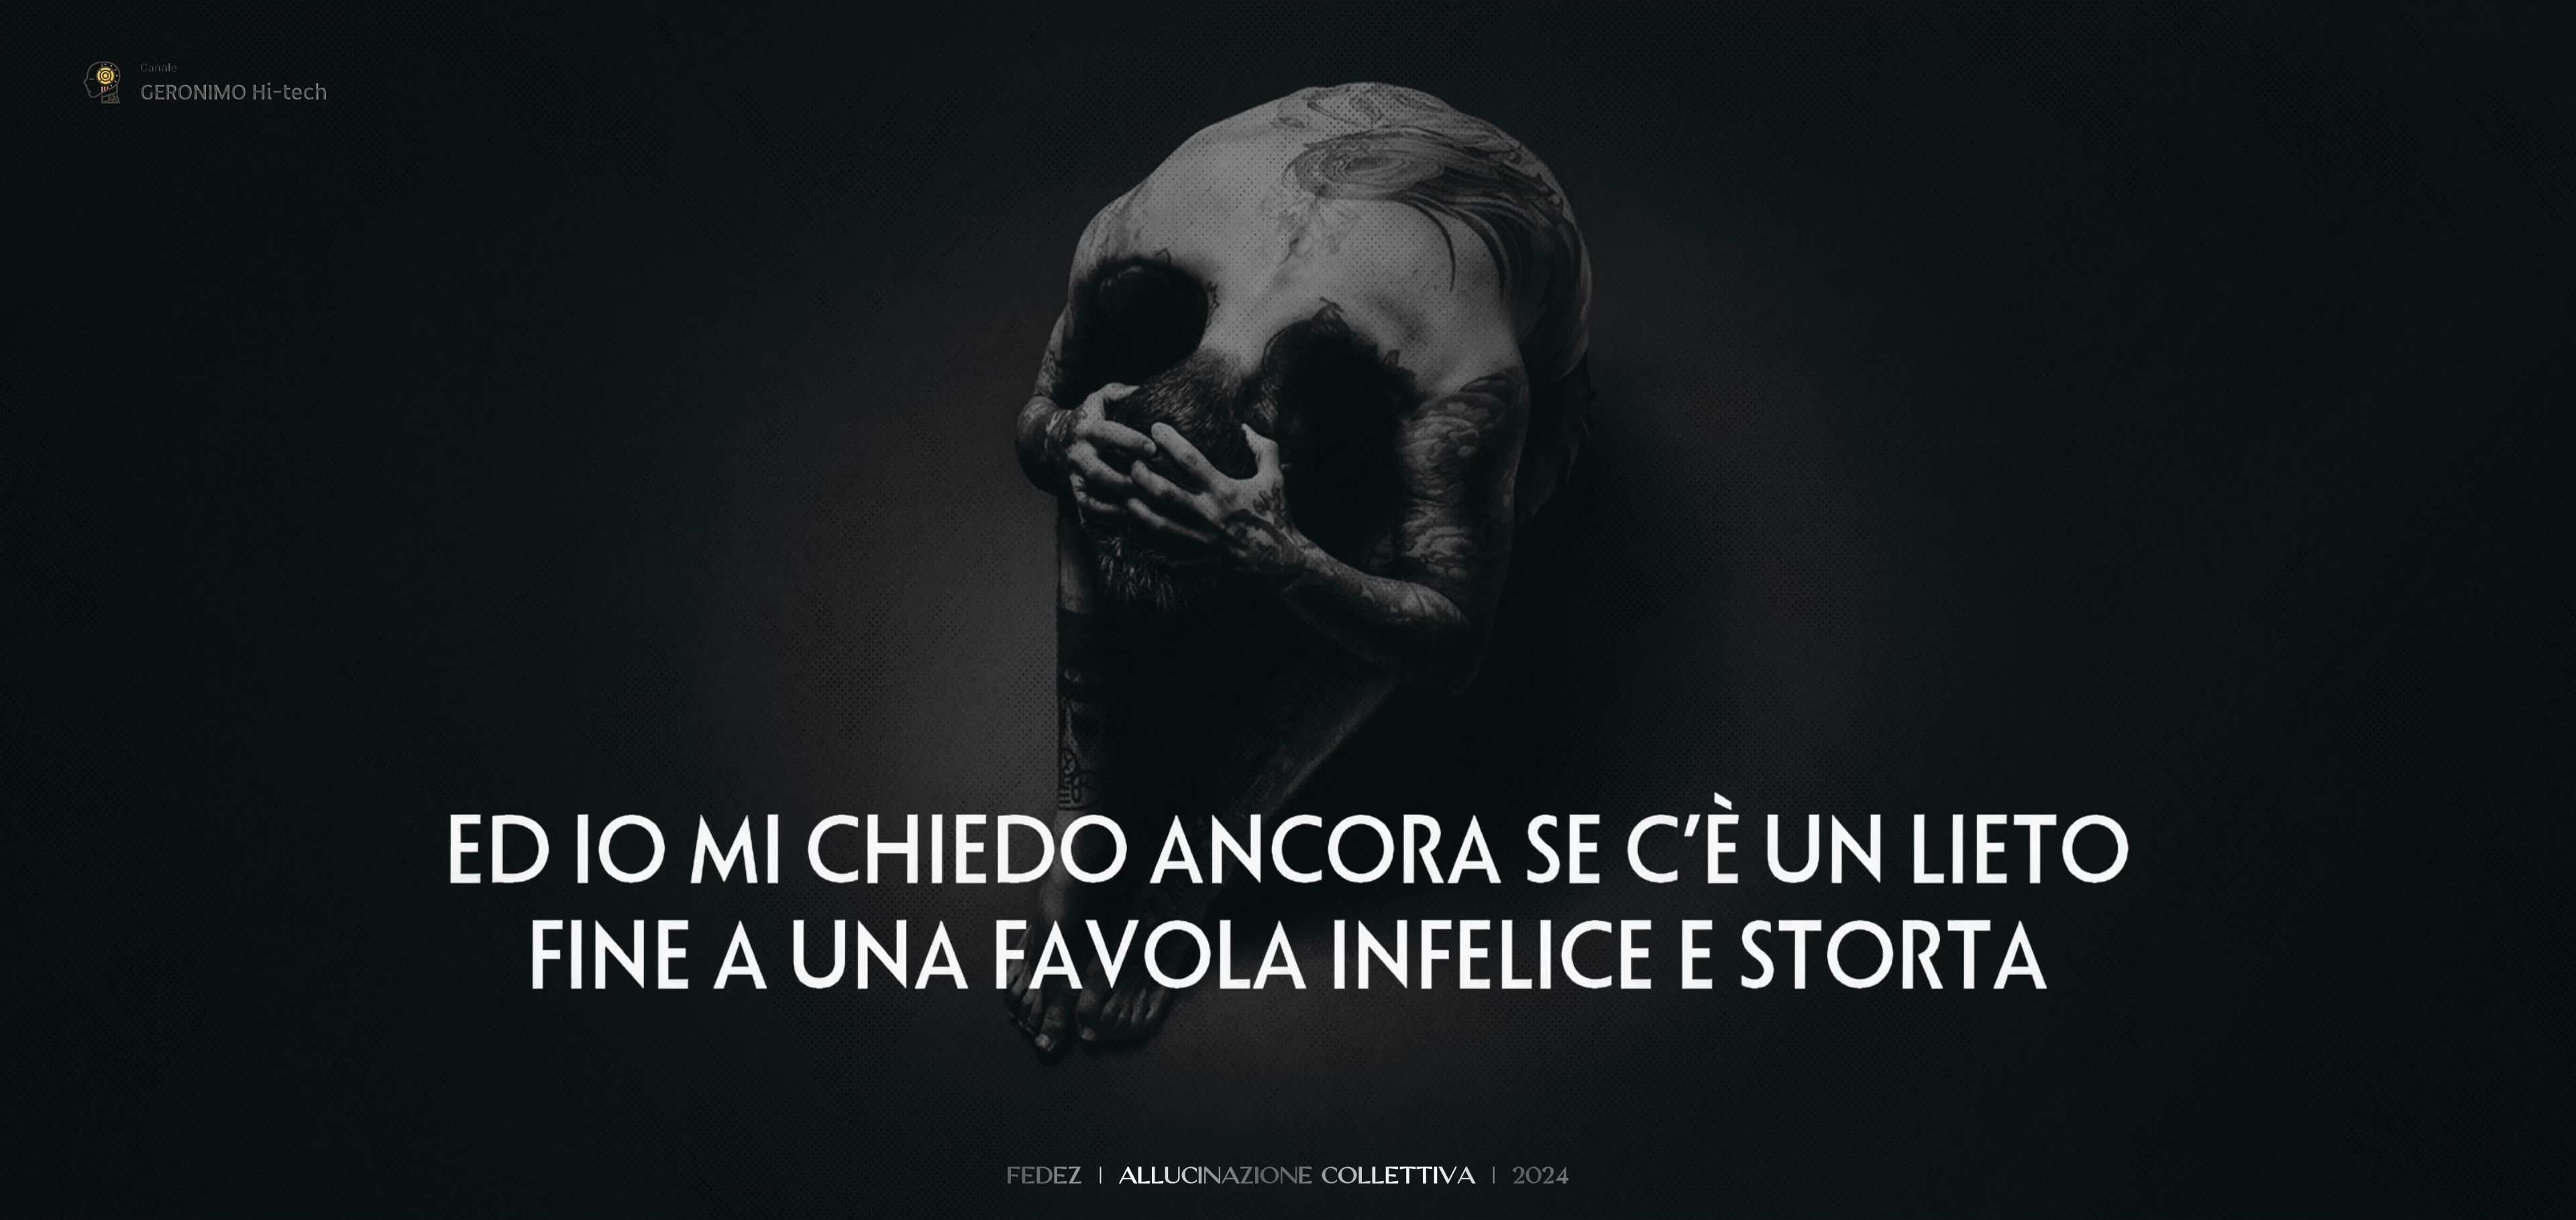 Canale
GERONIMO Hi-tech
ED IO MI CHIEDO ANCORA SE C'È UN LIETO
FINE A UNA FAVOLA INFELICE E STORTA
FEDEZ | ALLUCINAZIONE COLLETTIVA | 2024